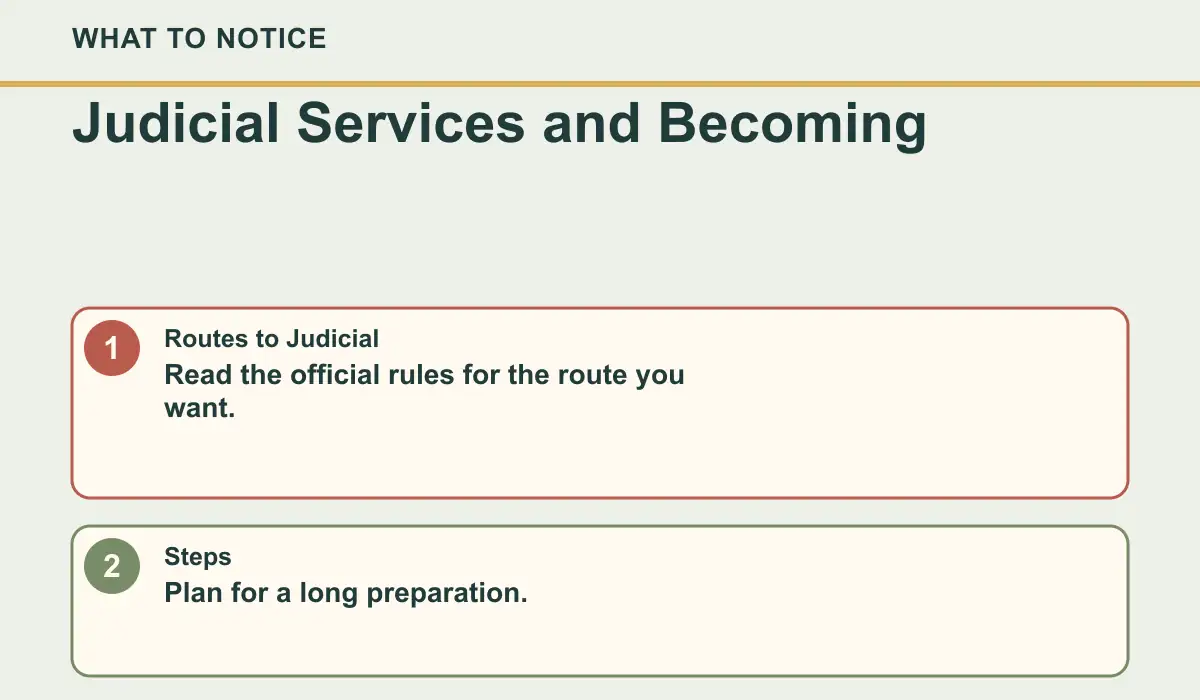 WHAT TO NOTICE
Judicial Services and Becoming
1
Routes to Judicial
Read the official rules for the route you
want.
2
Steps
Plan for a long preparation.